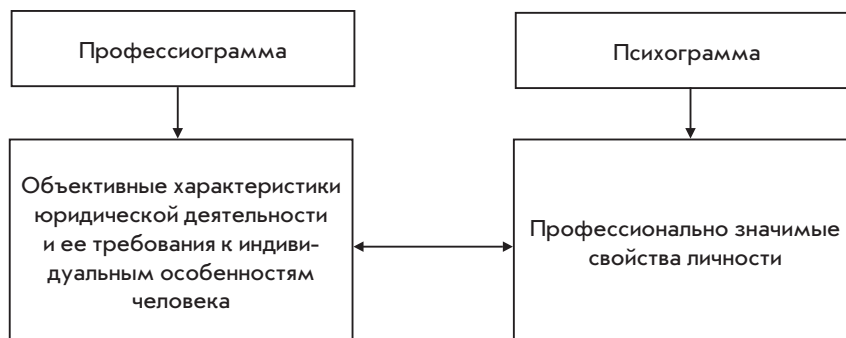 Профессиограмма
Психограмма
Объективные характеристики
юридической деятельности
и ее требования к индиви-
дуальным особенностям
человека
Профессионально значимые
свойства личности